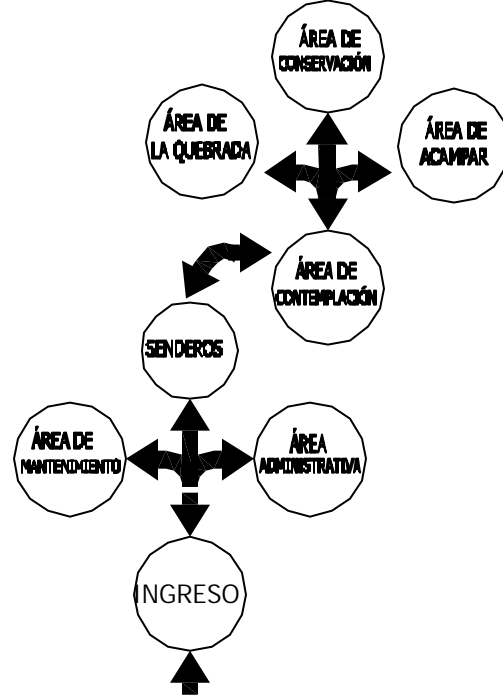 ÁREA DE
CONSERVACIÓN
ÁREA DE
LA QUEBRADA
ÁREA DE
ACAMPAR
ÁREA DE
CONTEMPLACIÓN
SENDEROS
ÁREA DE
MANTENIMIENTO
ÁREA
ADMINISTRATIVA
INGRESO